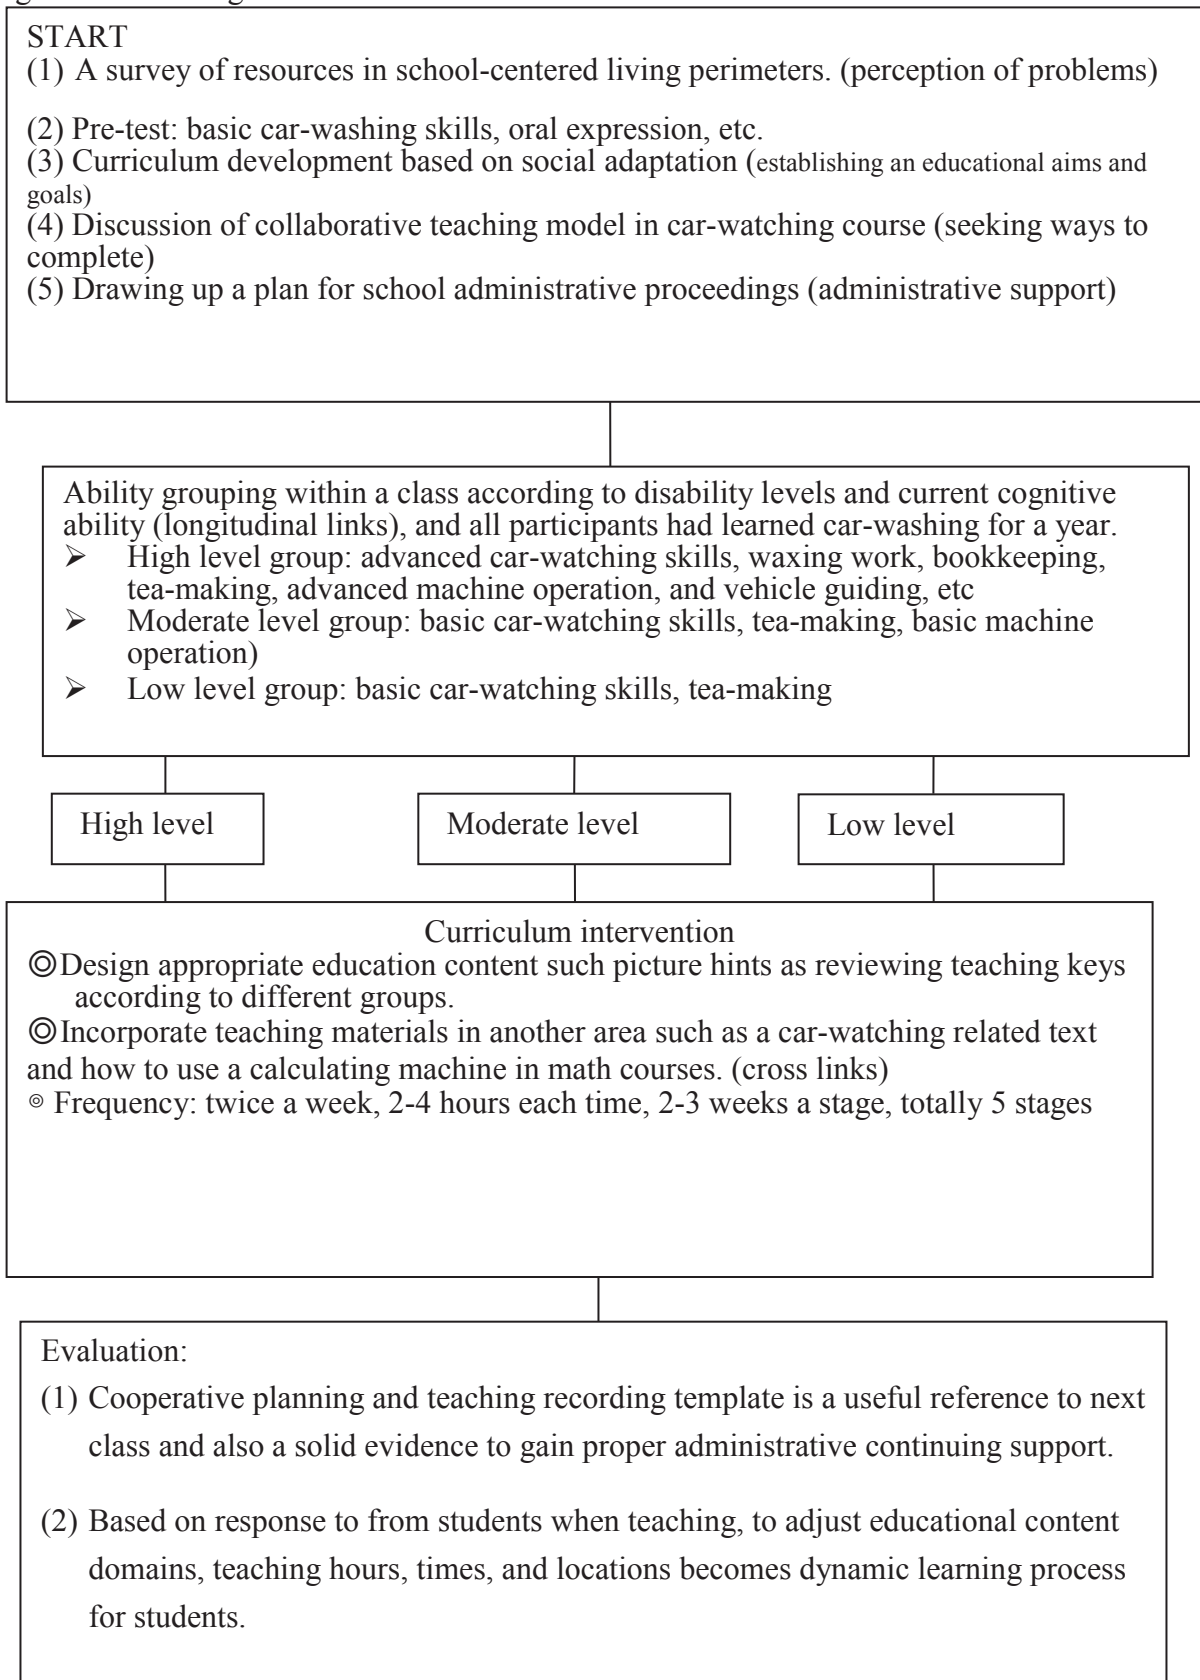 START
(1) A survey of resources in school-centered living perimeters. (perception of problems)
(2) Pre-test: basic car-washing skills, oral expression, etc.
(3) Curriculum development based on social adaptation (establishing an educational aims and
goals)
(4) Discussion of collaborative teaching model in car-watching course (seeking ways to
complete)
(5) Drawing up a plan for school administrative proceedings (administrative support)
Ability grouping within a class according to disability levels and current cognitive
ability (longitudinal links), and all participants had learned car-washing for a year.
➢ High level group: advanced car-watching skills, waxing work, bookkeeping,
tea-making, advanced machine operation, and vehicle guiding, etc
➢ Moderate level group: basic car-watching skills, tea-making, basic machine
operation)
➢ Low level group: basic car-watching skills, tea-making
High level
Moderate level
Low level
Curriculum intervention
◎Design appropriate education content such picture hints as reviewing teaching keys
according to different groups.
◎Incorporate teaching materials in another area such as a car-watching related text
and how to use a calculating machine in math courses. (cross links)
◎ Frequency: twice a week, 2-4 hours each time, 2-3 weeks a stage, totally 5 stages
Evaluation:
(1) Cooperative planning and teaching recording template is a useful reference to next
class and also a solid evidence to gain proper administrative continuing support.
(2) Based on response to from students when teaching, to adjust educational content
domains, teaching hours, times, and locations becomes dynamic learning process
for students.